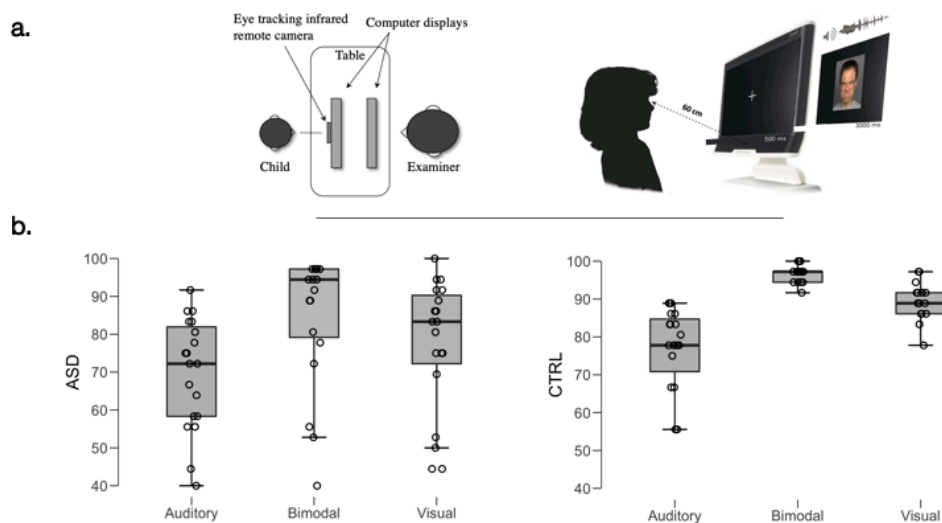 a.
Eye tracking infrared
remote camera
Computer displays
Table
Child
Examiner
60 cm
500 ms
3000 ms
b.
ASD
100
90
80
70
60
50
40
Auditory
Bimodal
Visual
CTRL
100
90
80
70
60
50
40
Auditory
Bimodal
Visual